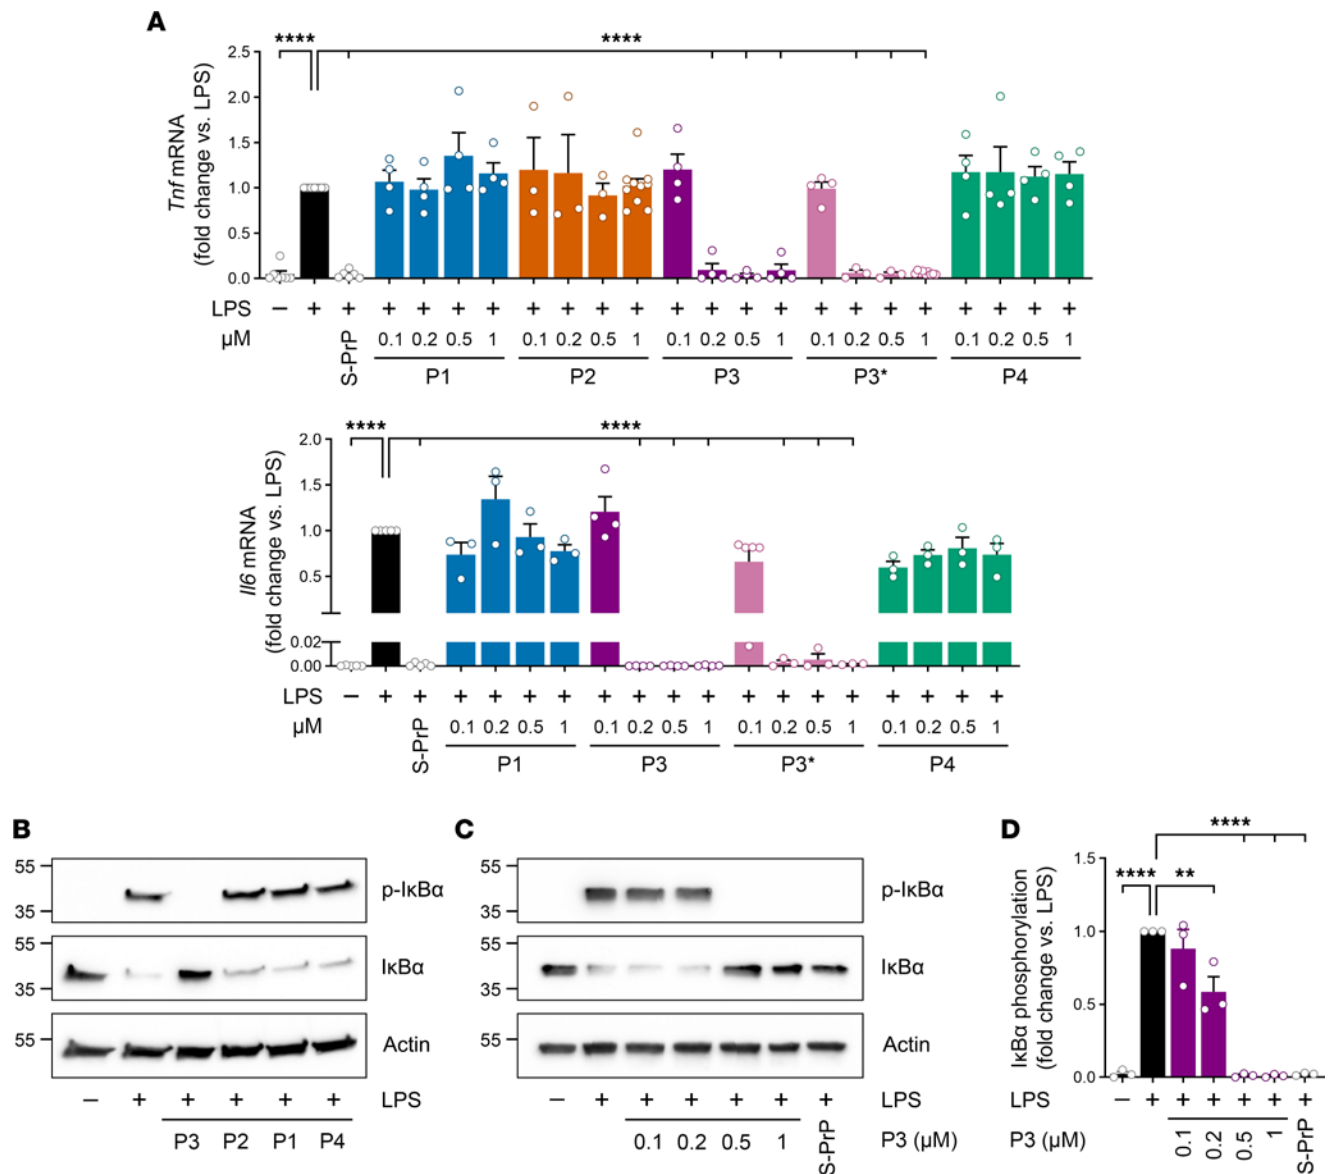 A
**** ****
2.5
2.0
1.5
1.0
0.5
0.0
Tnf mRNA
(fold change vs. LPS)
LPS − + + + + + + + + + + + + + + + + + + + + + +
µM S-PrP 0.1 0.2 0.5 1 0.1 0.2 0.5 1 0.1 0.2 0.5 1 0.1 0.2 0.5 1 0.1 0.2 0.5 1
P1 P2 P3 P3* P4
**** ****
2.0
1.5
1.0
0.5
0.02
0.00
Il6 mRNA
(fold change vs. LPS)
LPS − + + + + + + + + + + + + + + + + + +
µM S-PrP 0.1 0.2 0.5 1 0.1 0.2 0.5 1 0.1 0.2 0.5 1 0.1 0.2 0.5 1
P1 P3 P3* P4
B
55
35
p-IκBα
55
35
IκBα
55
Actin
− + + + + + LPS
P3 P2 P1 P4
C
55
35
p-IκBα
55
35
IκBα
55
Actin
− + + + + + + LPS
0.1 0.2 0.5 1 S-PrP P3 (µM)
D
****
**** **
1.5
1.0
0.5
0.0
IκBα phosphorylation
(fold change vs. LPS)
LPS − + + + + + +
P3 (µM) 0.1 0.2 0.5 1 S-PrP